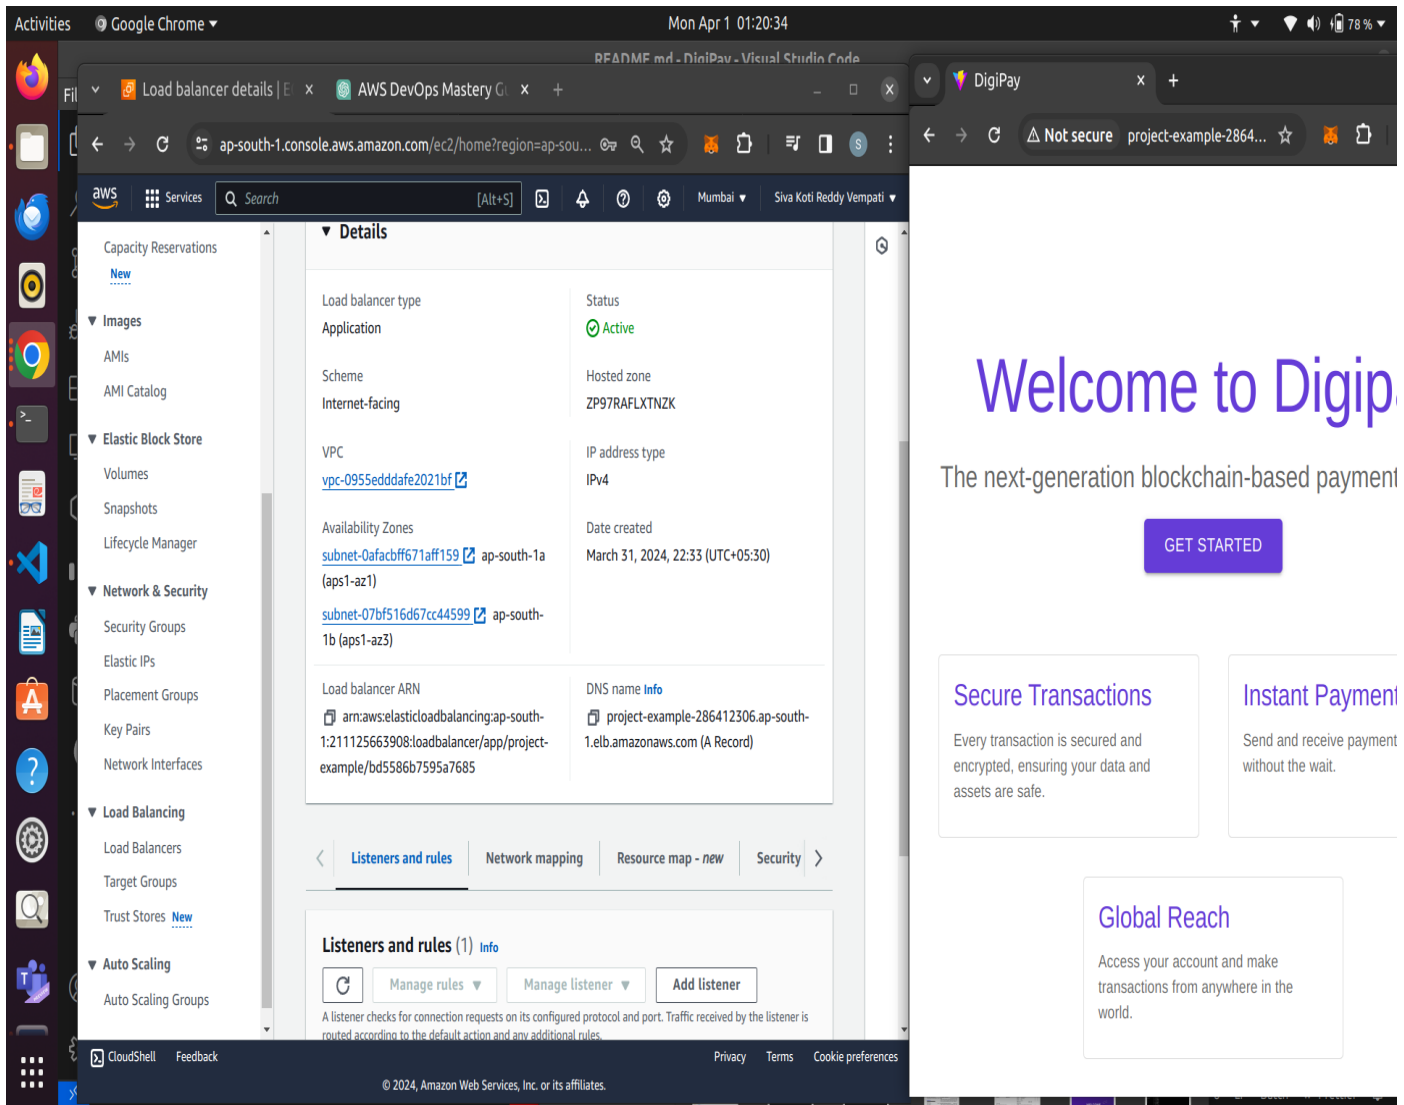 Activities
Google Chrome
Mon Apr 1 01:20:34
78 %
README.md - DigiPay - Visual Studio Code
Fil
Load balancer details | E
AWS DevOps Mastery G
ap-south-1.console.aws.amazon.com/ec2/home?region=ap-sou...
S
DigiPay
Not secure project-example-2864...
aws
Services
Search
[Alt+S]
Mumbai
Siva Koti Reddy Vempati
Capacity Reservations
New
Images
AMIs
AMI Catalog
Elastic Block Store
Volumes
Snapshots
Lifecycle Manager
Network & Security
Security Groups
Elastic IPs
Placement Groups
Key Pairs
Network Interfaces
Load Balancing
Load Balancers
Target Groups
Trust Stores New
Auto Scaling
Auto Scaling Groups
Details
Load balancer type
Application
Status
Active
Scheme
Internet-facing
Hosted zone
ZP97RAFLXTNZK
VPC
vpc-0955edddafe2021bf
IP address type
IPv4
Availability Zones
subnet-0afacbff671aff159 ap-south-1a
(aps1-az1)
subnet-07bf516d67cc44599 ap-south-
1b (aps1-az3)
Date created
March 31, 2024, 22:33 (UTC+05:30)
Load balancer ARN
arn:aws:elasticloadbalancing:ap-south-
1:211125663908:loadbalancer/app/project-
example/bd5586b7595a7685
DNS name Info
project-example-286412306.ap-south-
1.elb.amazonaws.com (A Record)
Listeners and rules
Network mapping
Resource map - new
Security
Listeners and rules (1) Info
Manage rules
Manage listener
Add listener
A listener checks for connection requests on its configured protocol and port. Traffic received by the listener is
routed according to the default action and any additional rules.
CloudShell
Feedback
Privacy
Terms
Cookie preferences
© 2024, Amazon Web Services, Inc. or its affiliates.
Welcome to Digip
The next-generation blockchain-based payment
GET STARTED
Secure Transactions
Every transaction is secured and
encrypted, ensuring your data and
assets are safe.
Instant Payment
Send and receive payment
without the wait.
Global Reach
Access your account and make
transactions from anywhere in the
world.